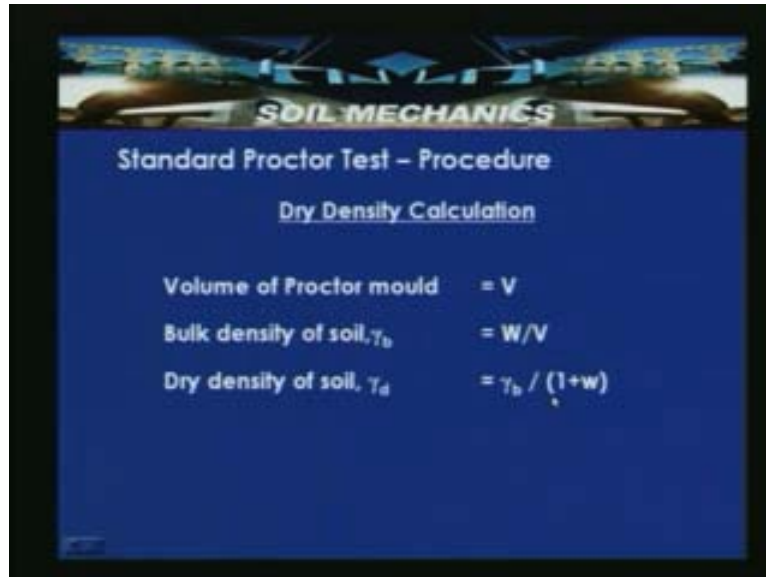 SOIL MECHANICS
Standard Proctor Test – Procedure
Dry Density Calculation
Volume of Proctor mould = V
Bulk density of soil,γb = W/V
Dry density of soil, γd = γb / (1+w)